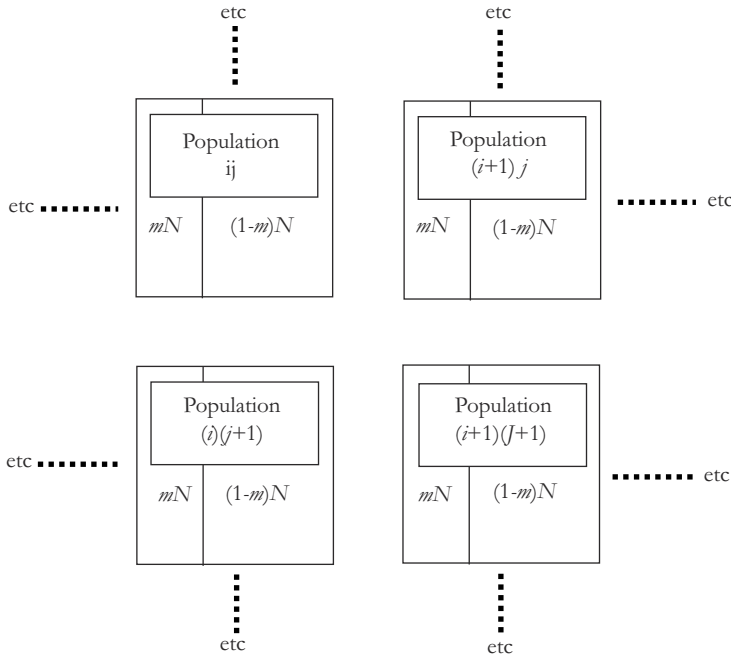 etc
etc
Population
ij
Population
(i+1) j
etc
etc
mN
(1-m)N
mN
(1-m)N
Population
(i)(j+1)
Population
(i+1)(J+1)
etc
etc
mN
(1-m)N
mN
(1-m)N
etc
etc